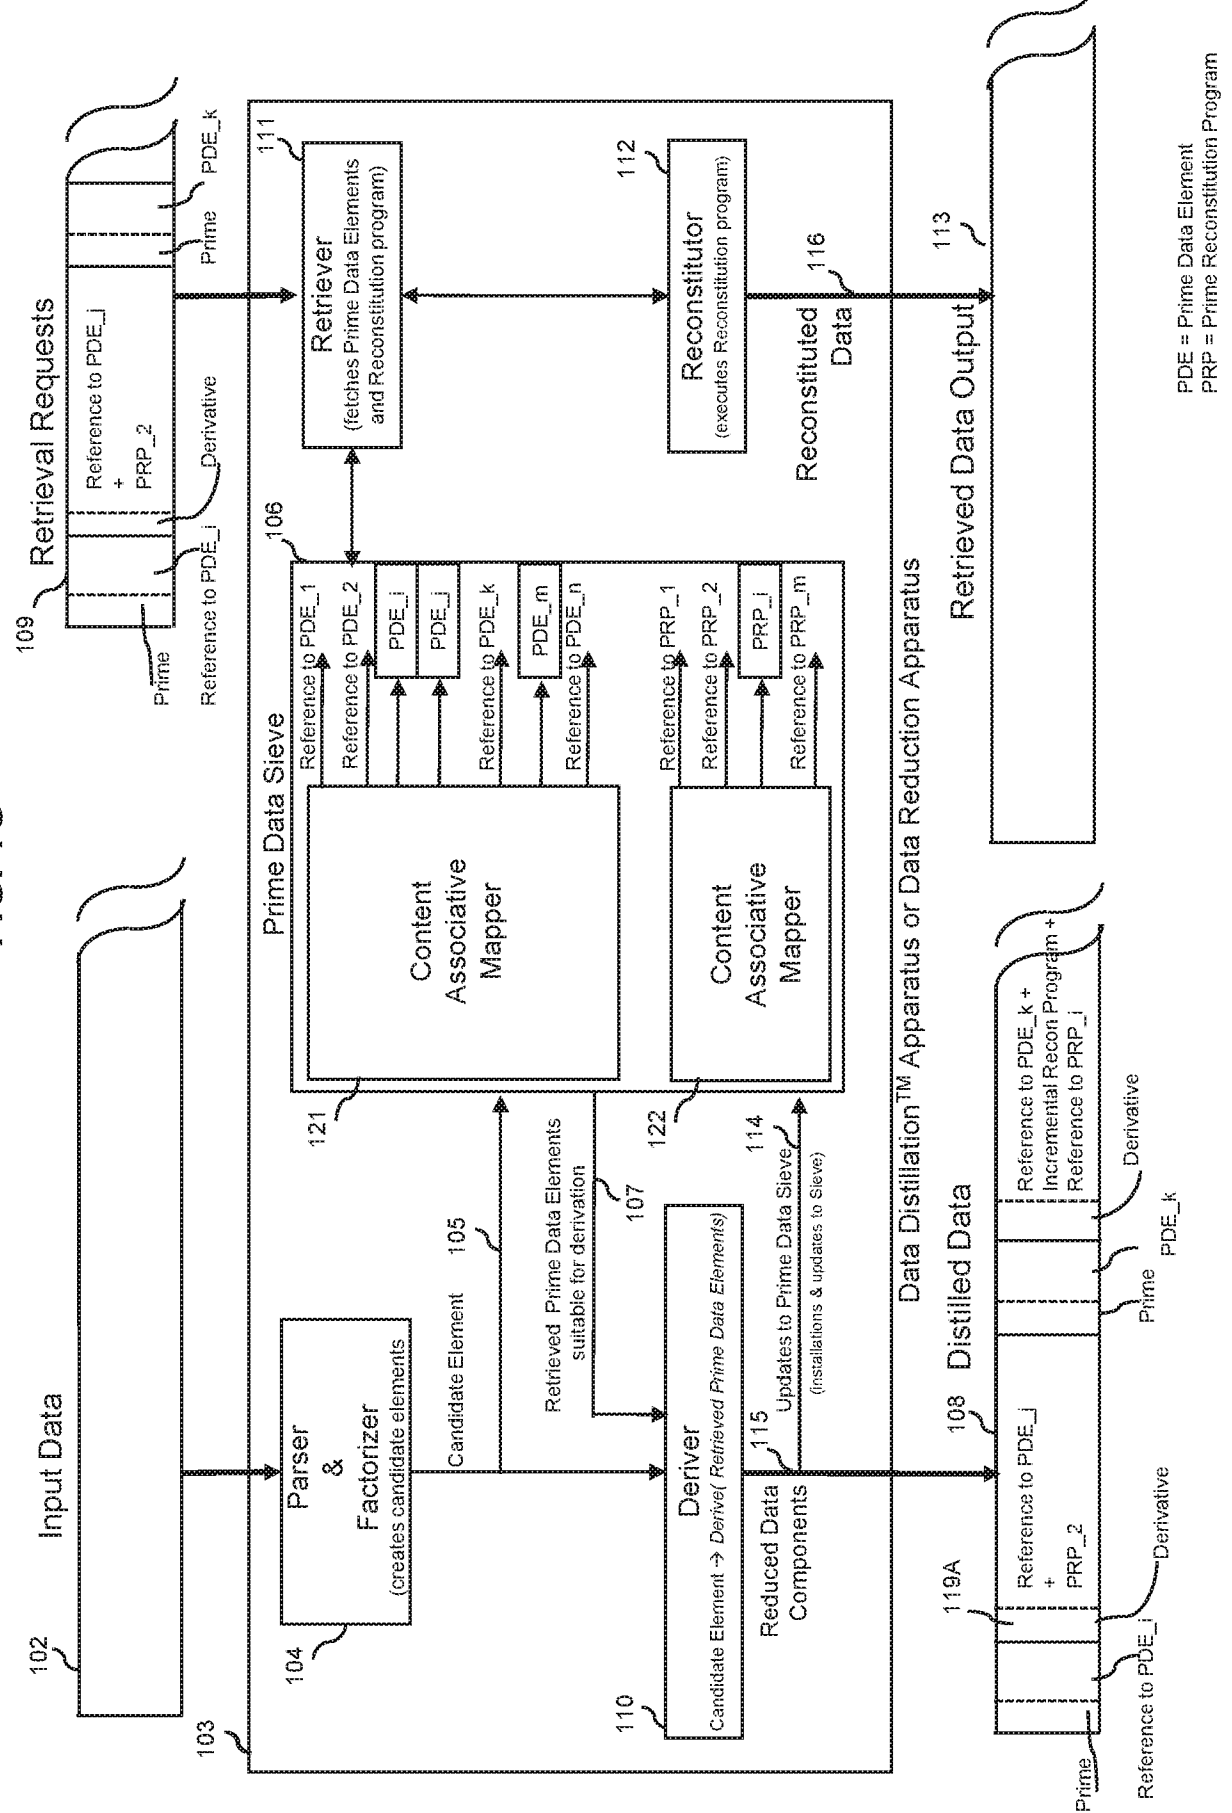 Input Data
102
Retrieval Requests
109
Prime
Reference to PDE_i
Derivative
Reference to PDE_j
+
PRP_2
Prime
PDE_k
103
104
Parser
&
Factorizer
(creates candidate elements
Candidate Element
105
Retrieved Prime Data Elements
suitable for derivation
107
110
Deriver
Candidate Element → Derive( Retrieved Prime Data Elements)
Reduced Data
Components
115
Updates to Prime Data Sieve
(installations & updates to Sieve)
114
Prime Data Sieve
106
121
Content
Associative
Mapper
Reference to PDE_1
Reference to PDE_2
PDE_i
PDE_j
Reference to PDE_k
PDE_m
Reference to PDE_n
122
Content
Associative
Mapper
Reference to PRP_1
Reference to PRP_2
PRP_i
Reference to PRP_m
111
Retriever
(fetches Prime Data Elements
and Reconstitution program)
112
Reconstitutor
(executes Reconstitution program)
Reconstituted
Data
116
Data Distillation™ Apparatus or Data Reduction Apparatus
Distilled Data
108
119A
Reference to PDE_j
+
PRP_2
Reference to PDE_k +
Incremental Recon Program +
Reference to PRP_i
Prime
Reference to PDE_i
Derivative
Prime
PDE_k
Derivative
Retrieved Data Output
113
PDE = Prime Data Element
PRP = Prime Reconstitution Program